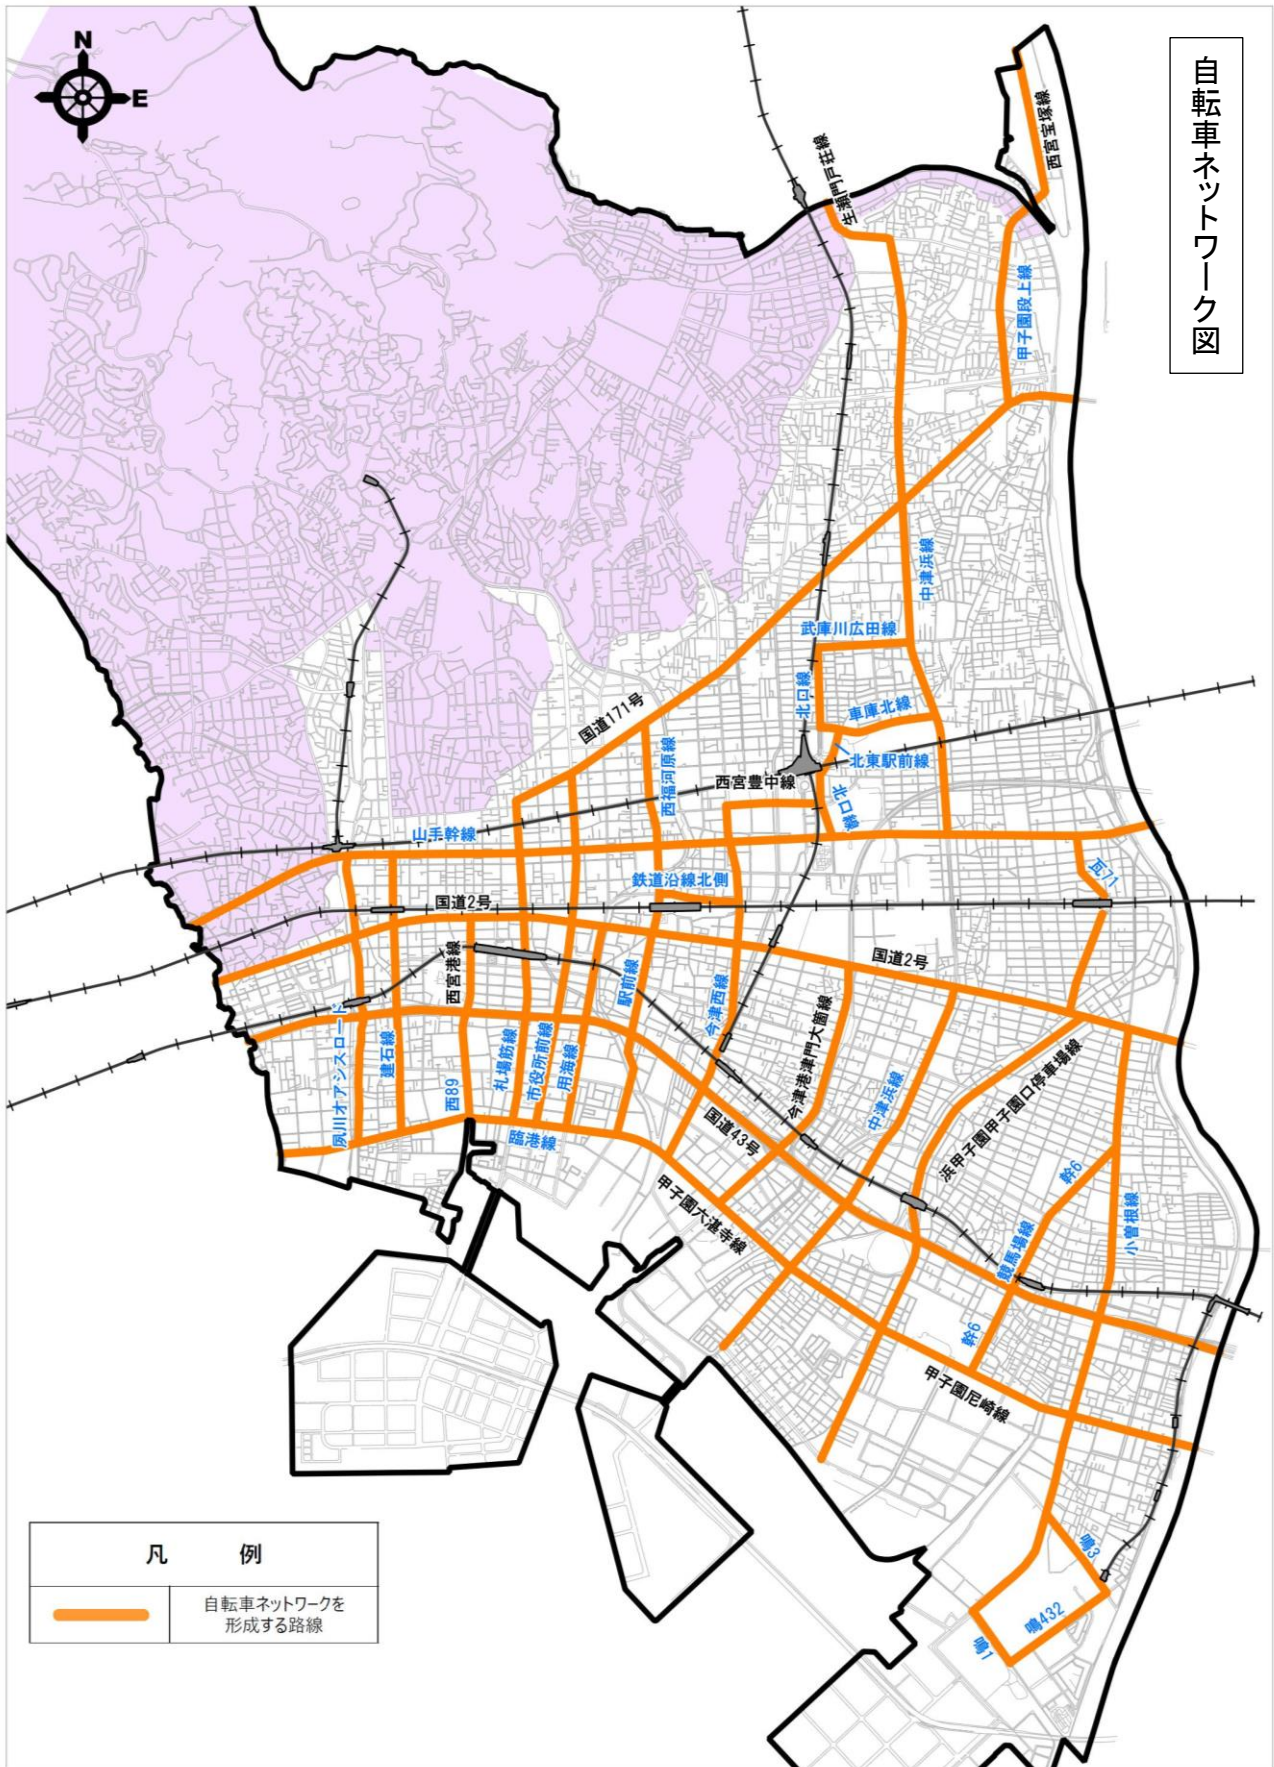 自転車ネットワーク図
N
E
西宮宝塚線
生瀬門戸荘線
甲子園段上線
中津浜線
武庫川広田線
北口線
車庫北線
国道171号
北東駅前線
西福河原線
西宮豊中線
北口線
山手幹線
瓦71
鉄道沿線北側
国道2号
国道2号
西宮港線
駅前線
今津西線
今津港津門大箇線
夙川オアシスロード
建石線
西89
札場筋線
市役所前線
用海線
中津浜線
浜甲子園甲子園口停車場線
臨港線
国道43号
幹6
小曽根線
甲子園六湛寺線
競馬場線
幹6
甲子園尼崎線
鳴3
鳴432
鳴1
凡 例
自転車ネットワークを
形成する路線